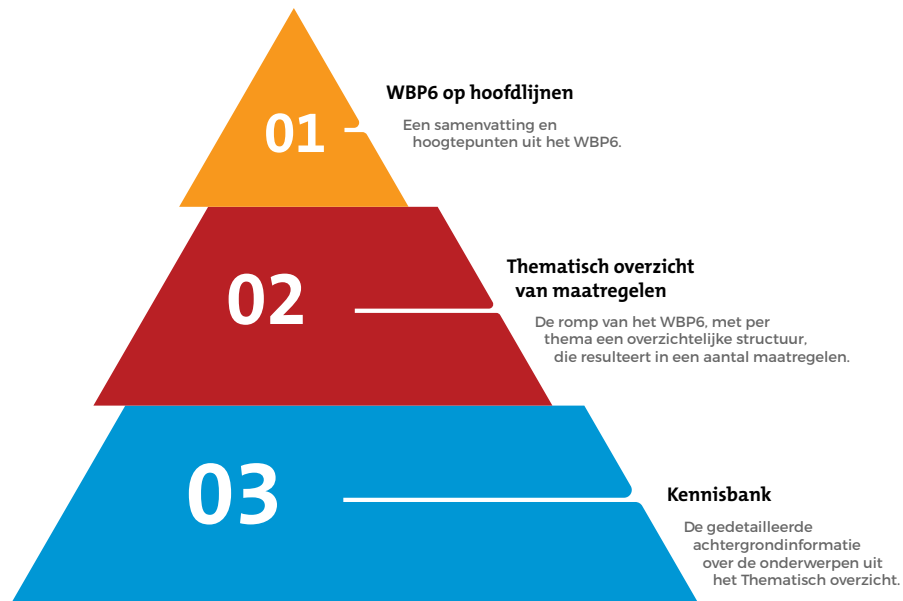 01
WBP6 op hoofdlijnen
Een samenvatting en
hoogtepunten uit het WBP6.
02
Thematisch overzicht
van maatregelen
De romp van het WBP6, met per
thema een overzichtelijke structuur,
die resulteert in een aantal maatregelen.
03
Kennisbank
De gedetailleerde
achtergrondinformatie
over de onderwerpen uit
het Thematisch overzicht.